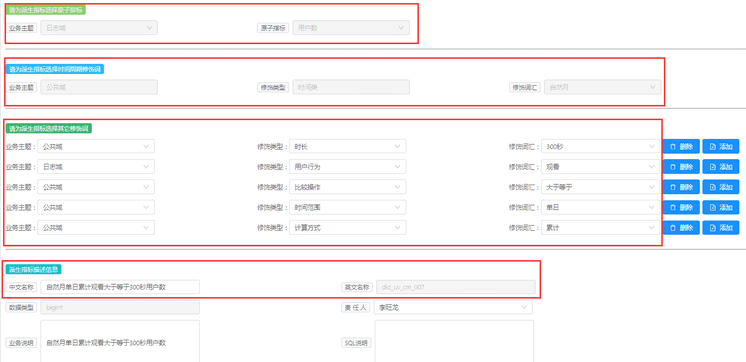 请为派生指标选择原子指标
业务主题 日志域 原子指标 用户数
请为派生指标选择时间周期修饰词
业务主题 公共域 修饰类型 时间类 修饰词汇 自然月
请为派生指标选择其它修饰词
业务主题： 公共域 修饰类型： 时长 修饰词汇： 300秒 删除 添加
业务主题： 日志域 修饰类型： 用户行为 修饰词汇： 观看 删除 添加
业务主题： 公共域 修饰类型： 比较操作 修饰词汇： 大于等于 删除 添加
业务主题： 公共域 修饰类型： 时间范围 修饰词汇： 单日 删除 添加
业务主题： 公共域 修饰类型： 计算方式 修饰词汇： 累计 删除 添加
派生指标描述信息
中文名称 自然月单日累计观看大于等于300秒用户数 英文名称 dkd_uv_cm_007
数据类型 bigint 责 任 人 李旺龙
业务说明 自然月单日累计观看大于等于300秒用户数 SQL说明